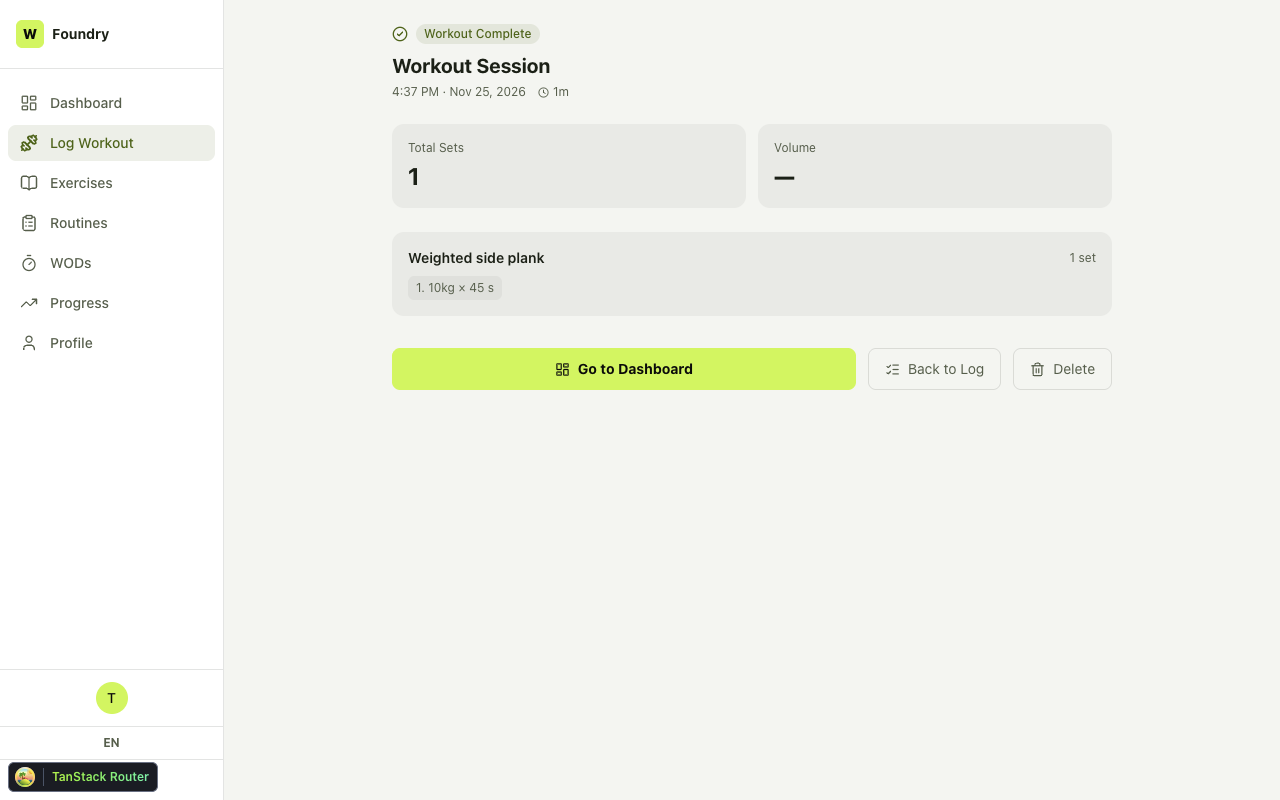 W Foundry
Dashboard
Log Workout
Exercises
Routines
WODs
Progress
Profile
T
EN
TanStack Router
Workout Complete
Workout Session
4:37 PM · Nov 25, 2026 1m
Total Sets
1
Volume
—
Weighted side plank 1 set
1. 10kg × 45 s
Go to Dashboard
Back to Log
Delete